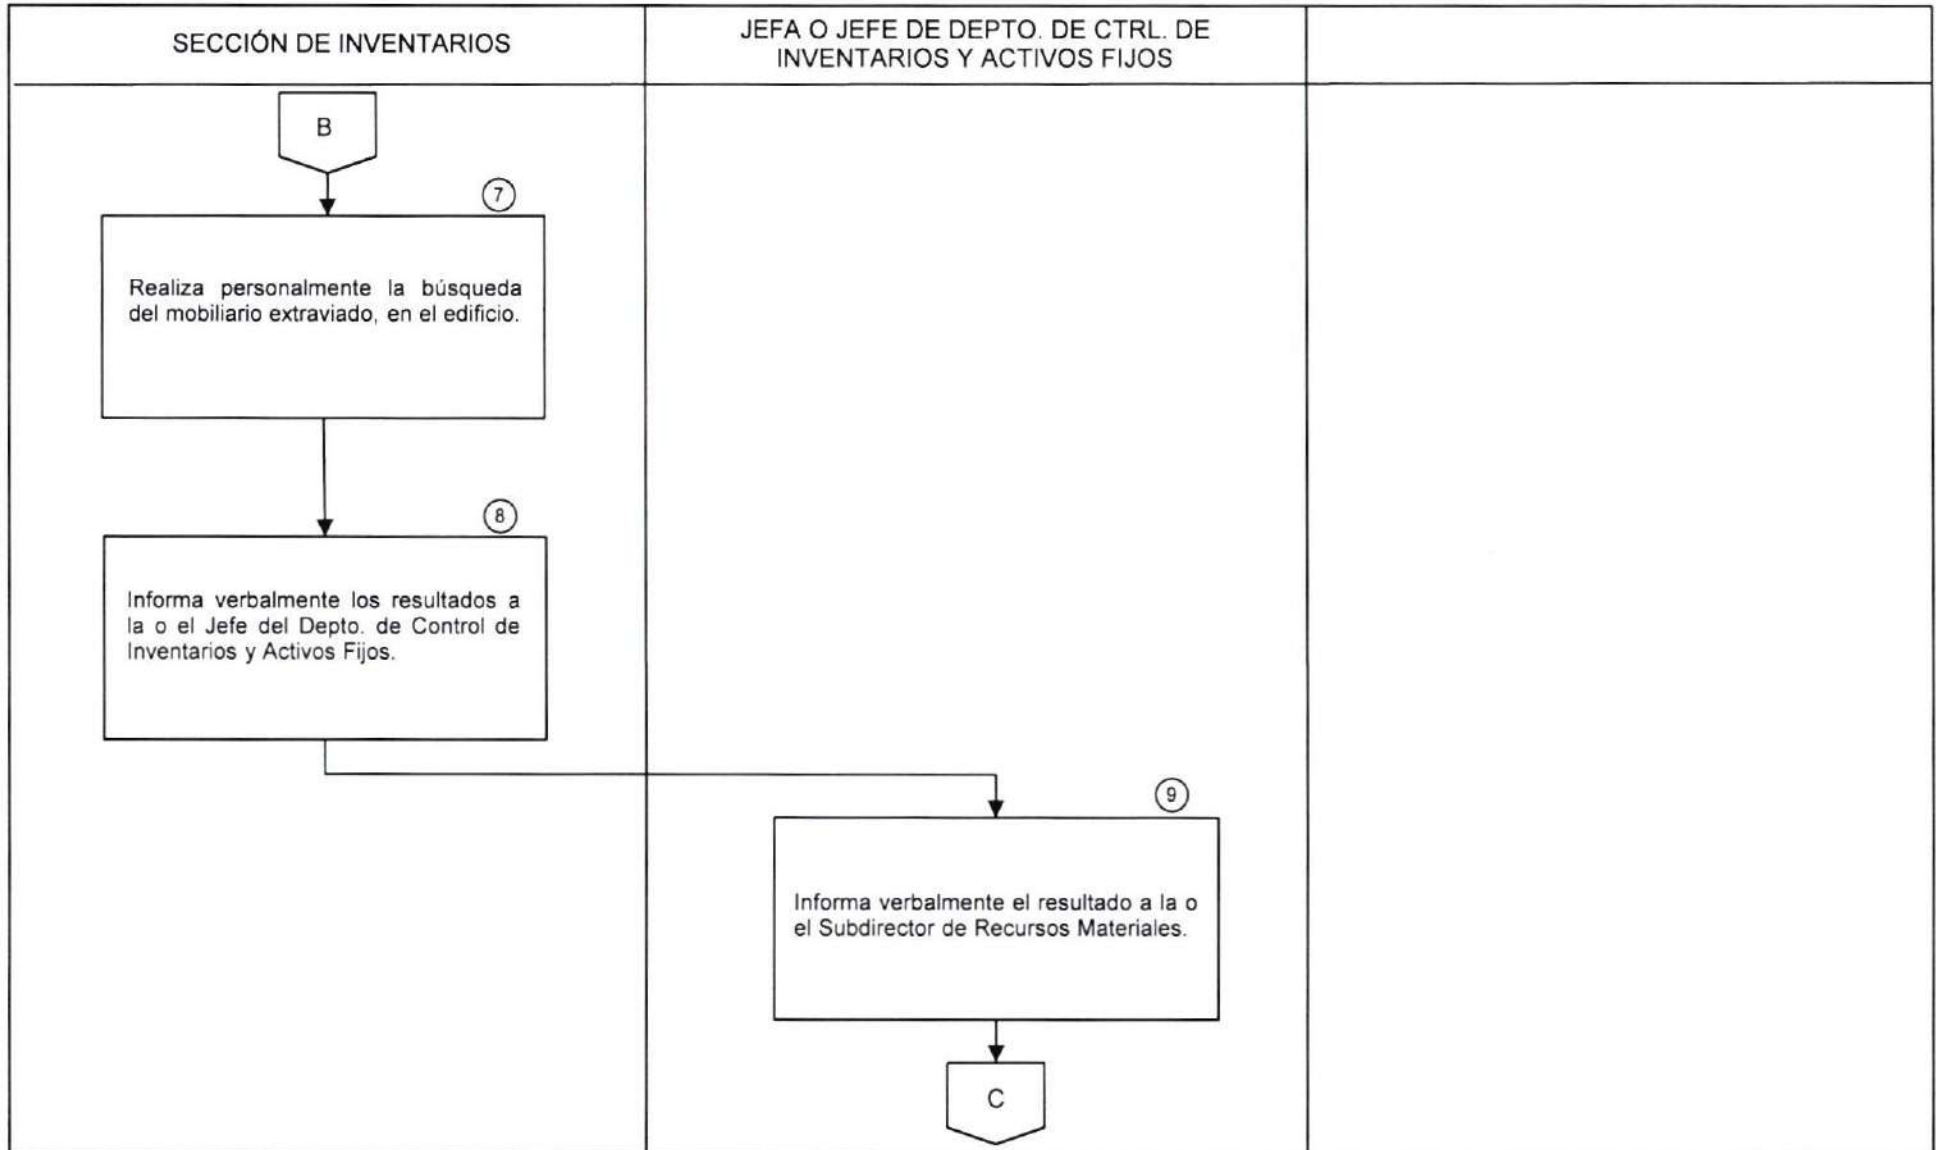 SECCIÓN DE INVENTARIOS
JEFA O JEFE DE DEPTO. DE CTRL. DE
INVENTARIOS Y ACTIVOS FIJOS
B
7
Realiza personalmente la búsqueda
del mobiliario extraviado, en el edificio.
8
Informa verbalmente los resultados a
la o el Jefe del Depto. de Control de
Inventarios y Activos Fijos.
9
Informa verbalmente el resultado a la o
el Subdirector de Recursos Materiales.
C